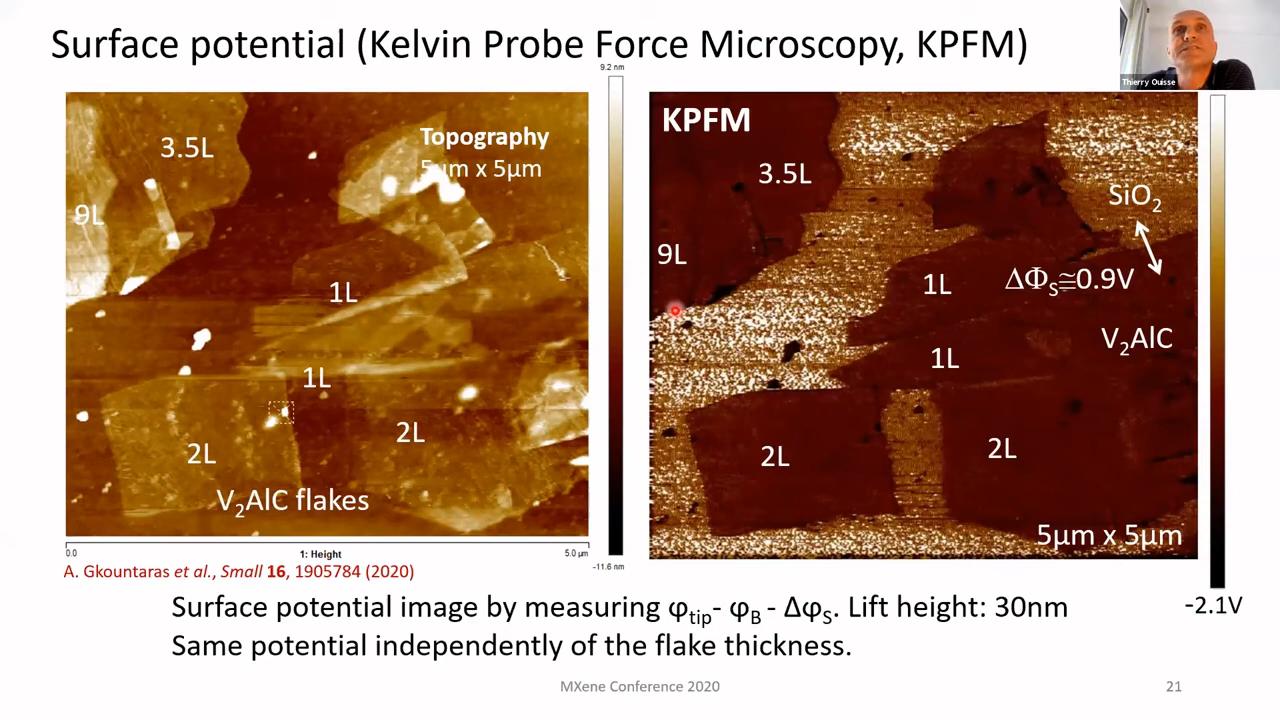 Surface potential (Kelvin Probe Force Microscopy, KPFM)
Thierry Ouisse
9.2 nm
Topography
5µm x 5µm
3.5L
9L
1L
1L
2L
2L
V₂AlC flakes
0.0
1: Height
5.0 µm
-11.6 nm
KPFM
3.5L
SiO₂
9L
1L
ΔΦₛ≅0.9V
V₂AlC
1L
2L
2L
5µm x 5µm
-2.1V
A. Gkountaras et al., Small 16, 1905784 (2020)
Surface potential image by measuring φtip- φB - ΔφS. Lift height: 30nm
Same potential independently of the flake thickness.
MXene Conference 2020
21